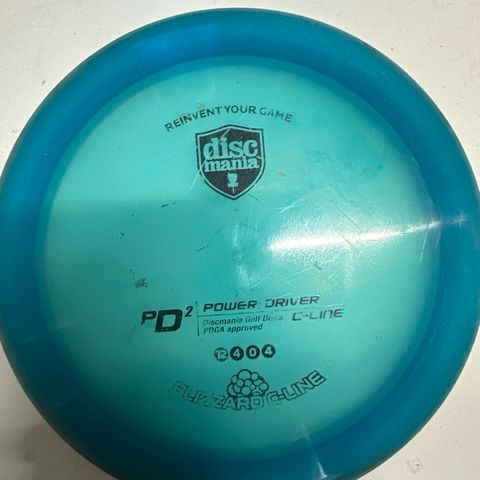 REINVENT YOUR GAME
disc
mania
PD2 POWER DRIVER
Discmania Golf Discs C-LINE
PDGA approved
12 4 0 4
BLIZZARD C-LINE